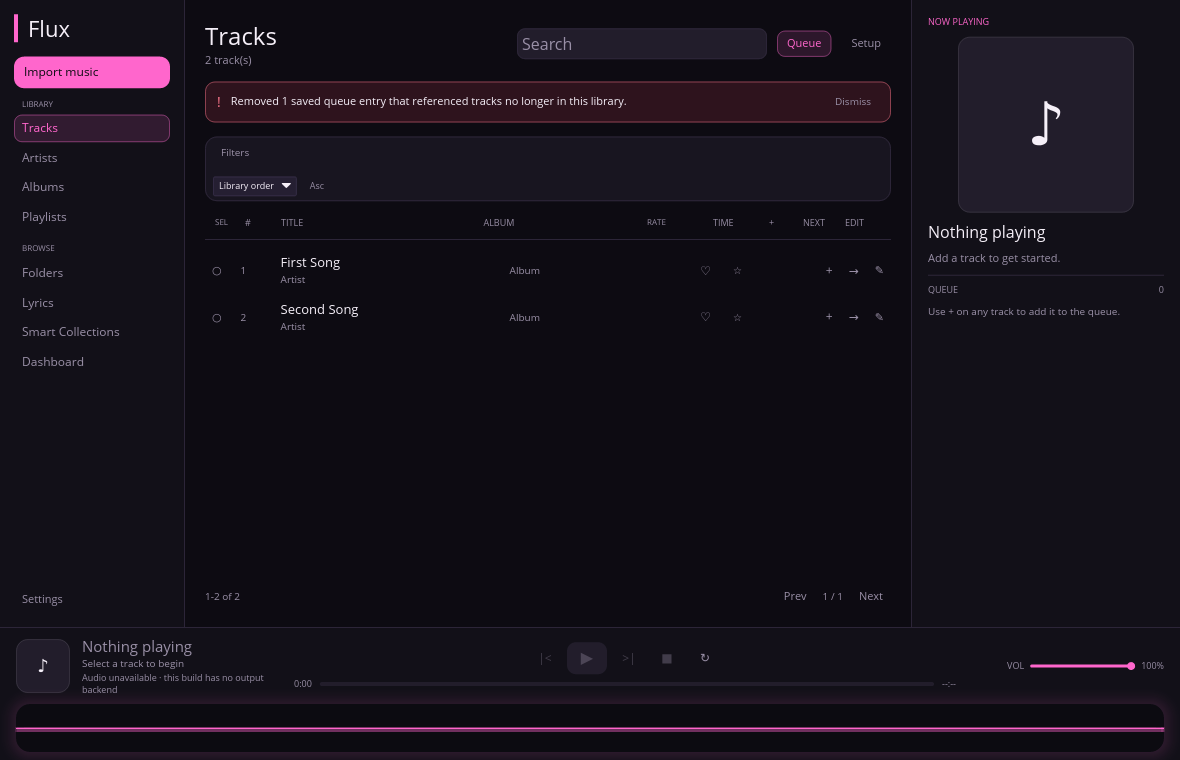 Flux
Import music
LIBRARY
Tracks
Artists
Albums
Playlists
BROWSE
Folders
Lyrics
Smart Collections
Dashboard
Settings
Tracks
2 track(s)
Search
Queue
Setup
! Removed 1 saved queue entry that referenced tracks no longer in this library.
Dismiss
Filters
Library order
Asc
SEL # TITLE ALBUM RATE TIME + NEXT EDIT
1 First Song Album ♡ ☆ + → ✎
Artist
2 Second Song Album ♡ ☆ + → ✎
Artist
1-2 of 2
Prev 1 / 1 Next
NOW PLAYING
Nothing playing
Add a track to get started.
QUEUE 0
Use + on any track to add it to the queue.
Nothing playing
Select a track to begin
Audio unavailable · this build has no output
backend
|< ▶ >| ■ ↻
0:00 --:--
VOL 100%